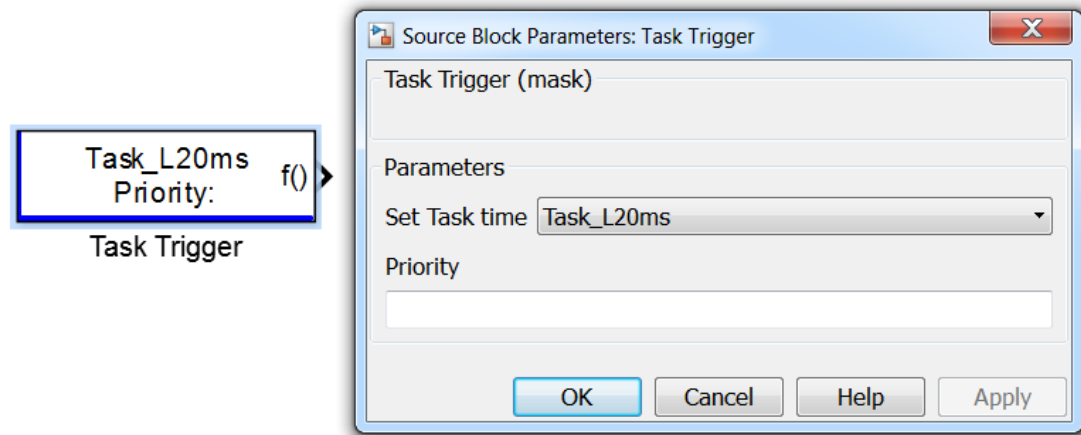 Task_L20ms
Priority:
f()
Task Trigger
Source Block Parameters: Task Trigger
Task Trigger (mask)
Parameters
Set Task time Task_L20ms
Priority
OK Cancel Help Apply